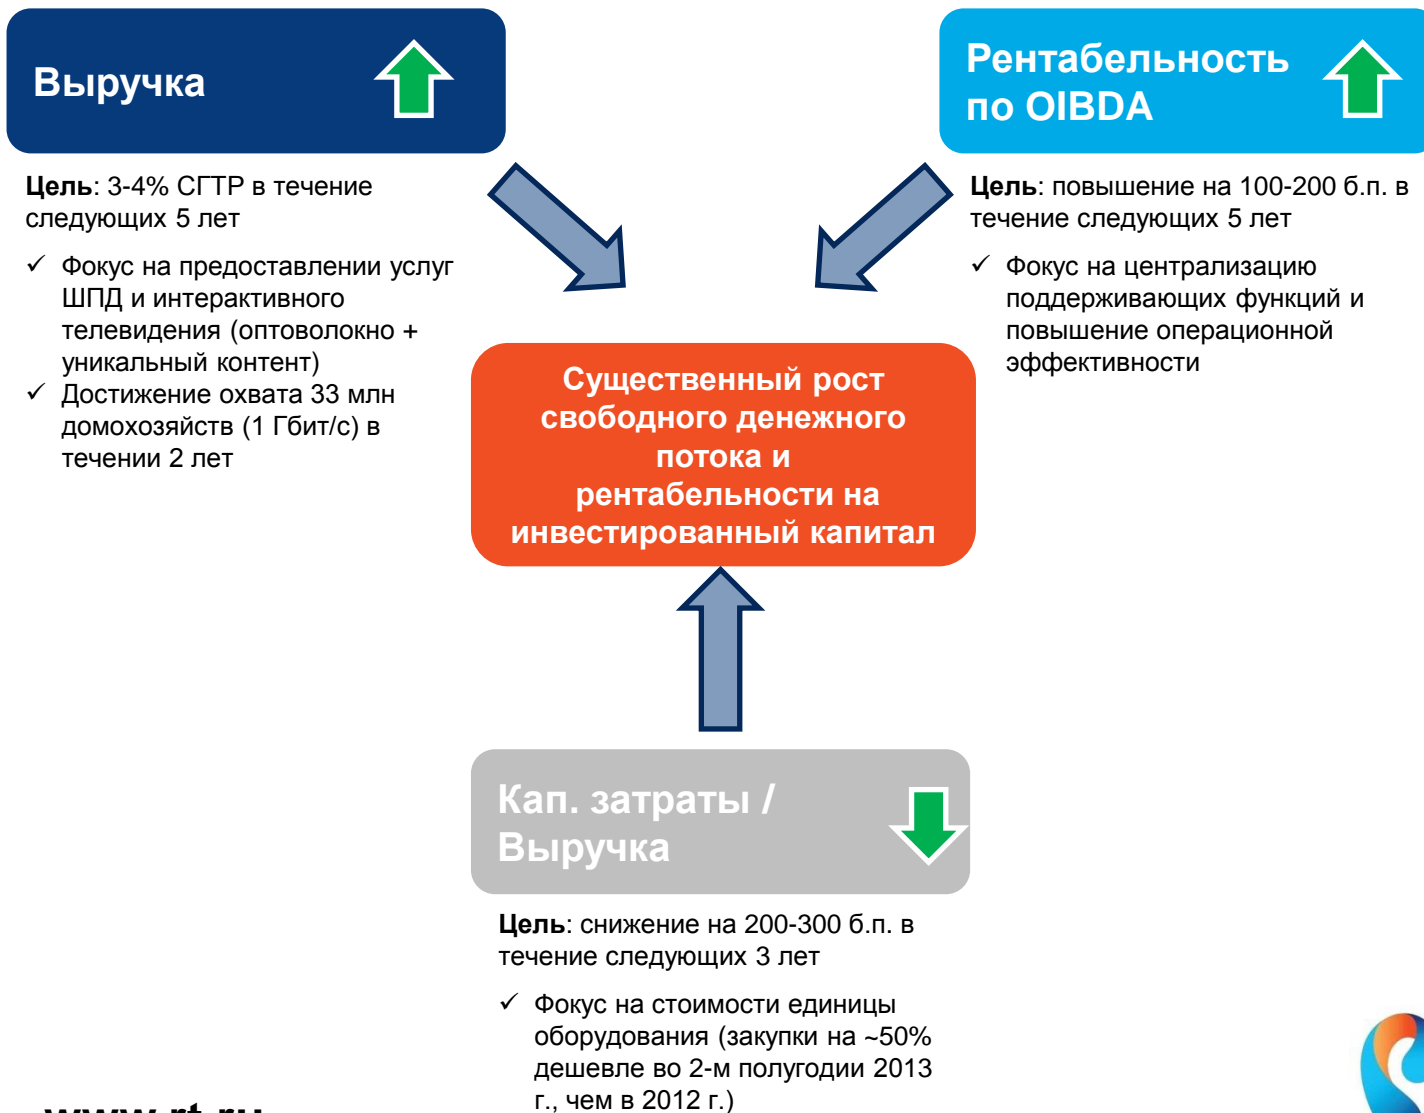 Выручка
Цель: 3-4% СГТР в течение
следующих 5 лет
✓ Фокус на предоставлении услуг
ШПД и интерактивного
телевидения (оптоволокно +
уникальный контент)
✓ Достижение охвата 33 млн
домохозяйств (1 Гбит/с) в
течении 2 лет
Рентабельность
по OIBDA
Цель: повышение на 100-200 б.п. в
течение следующих 5 лет
✓ Фокус на централизацию
поддерживающих функций и
повышение операционной
эффективности
Существенный рост
свободного денежного
потока и
рентабельности на
инвестированный капитал
Кап. затраты /
Выручка
Цель: снижение на 200-300 б.п. в
течение следующих 3 лет
✓ Фокус на стоимости единицы
оборудования (закупки на ~50%
дешевле во 2-м полугодии 2013
г., чем в 2012 г.)
www.rt.ru